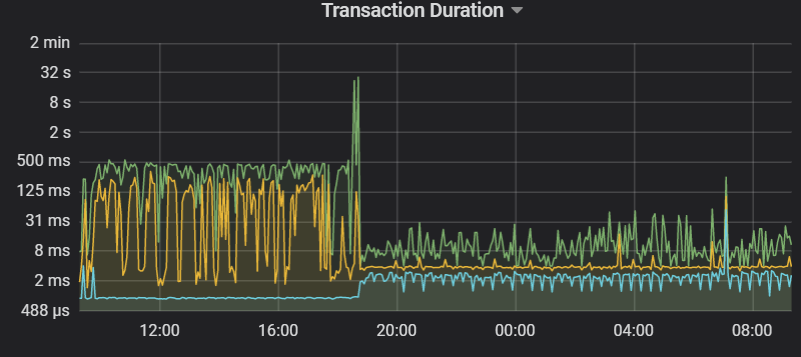 Transaction Duration
2 min
32 s
8 s
2 s
500 ms
125 ms
31 ms
8 ms
2 ms
488 µs
12:00 16:00 20:00 00:00 04:00 08:00